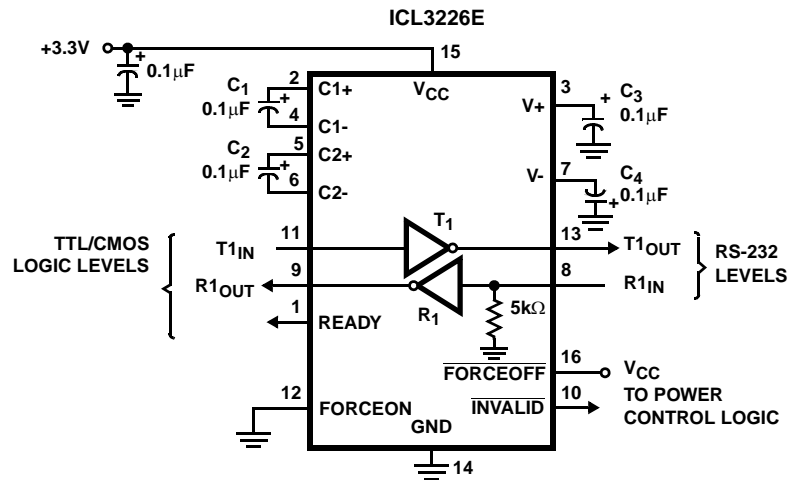 ICL3226E
+3.3V
+
0.1μF
15
VCC
C1
0.1μF
+
2
C1+
4
C1-
C2
0.1μF
+
5
C2+
6
C2-
3
V+
+
C3
0.1μF
7
V-
C4
0.1μF
+
TTL/CMOS
LOGIC LEVELS
T1IN
11
T1
13
T1OUT
RS-232
LEVELS
R1OUT
9
R1
5kΩ
8
R1IN
1
READY
16
FORCEOFF
VCC
12
FORCEON
INVALID
10
TO POWER
CONTROL LOGIC
GND
14